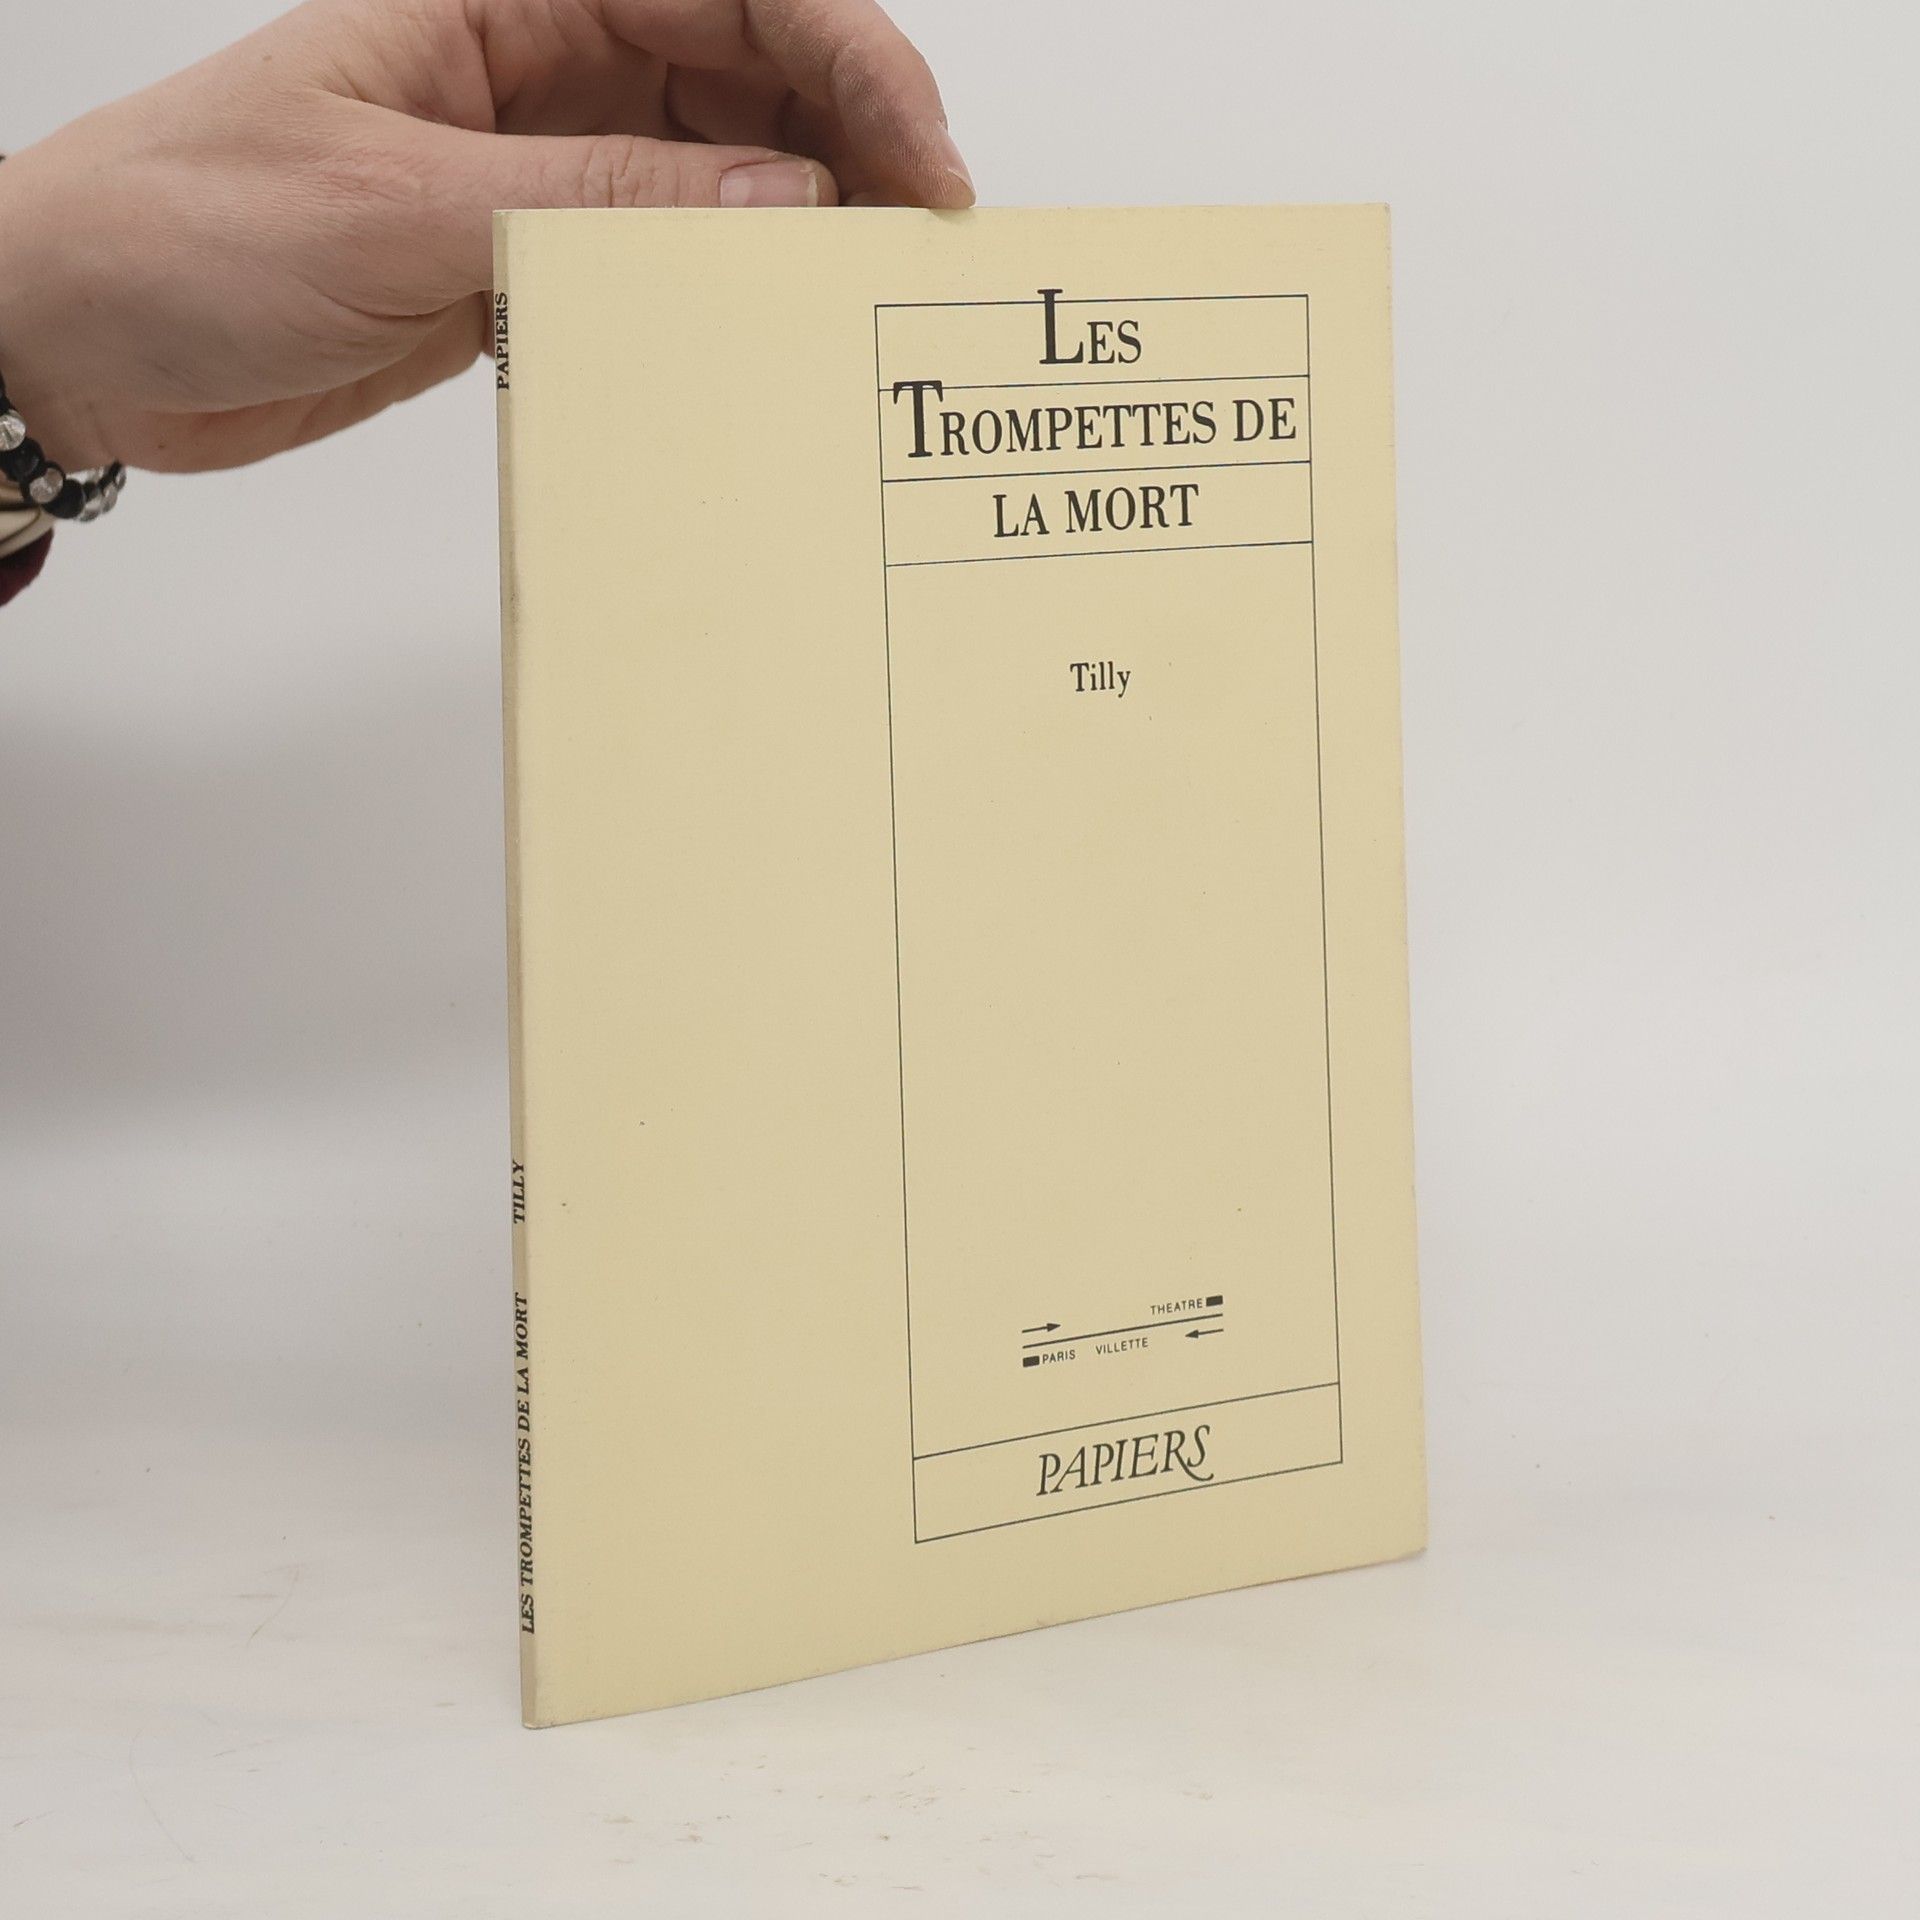 LES
TROMPETTES DE
LA MORT
Tilly
THEATRE
PARIS VILLETTE
PAPIERS
LES TROMPETTES DE LA MORT TILLY PAPIERS